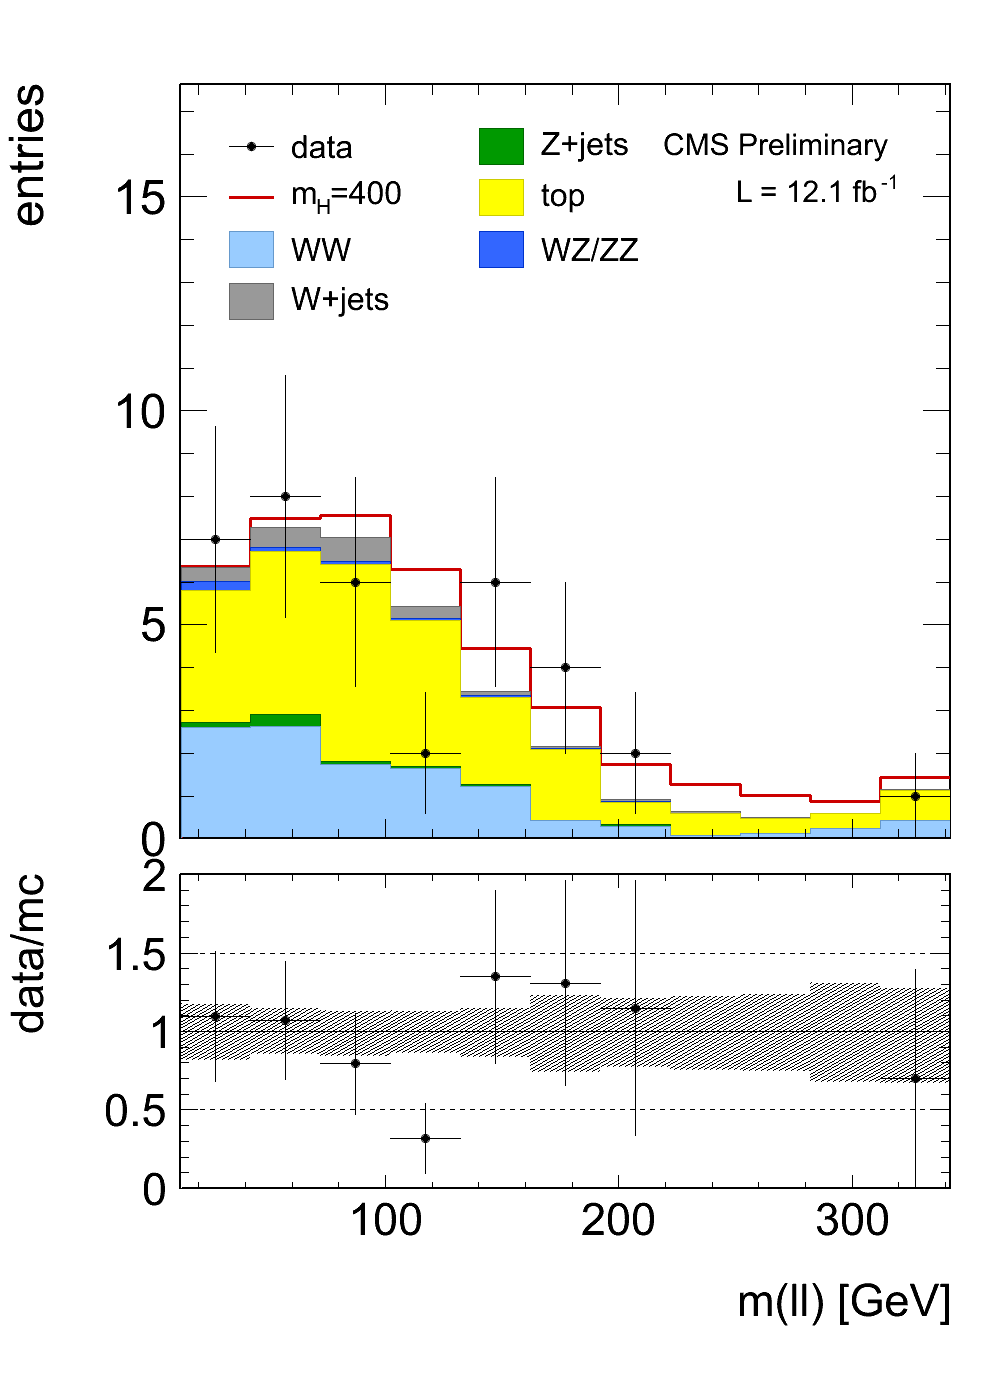 entries
data
m_H=400
WW
W+jets
Z+jets
top
WZ/ZZ
CMS Preliminary
L = 12.1 fb⁻¹
15
10
5
0
data/mc
2
1.5
1
0.5
0
100 200 300
m(ll) [GeV]